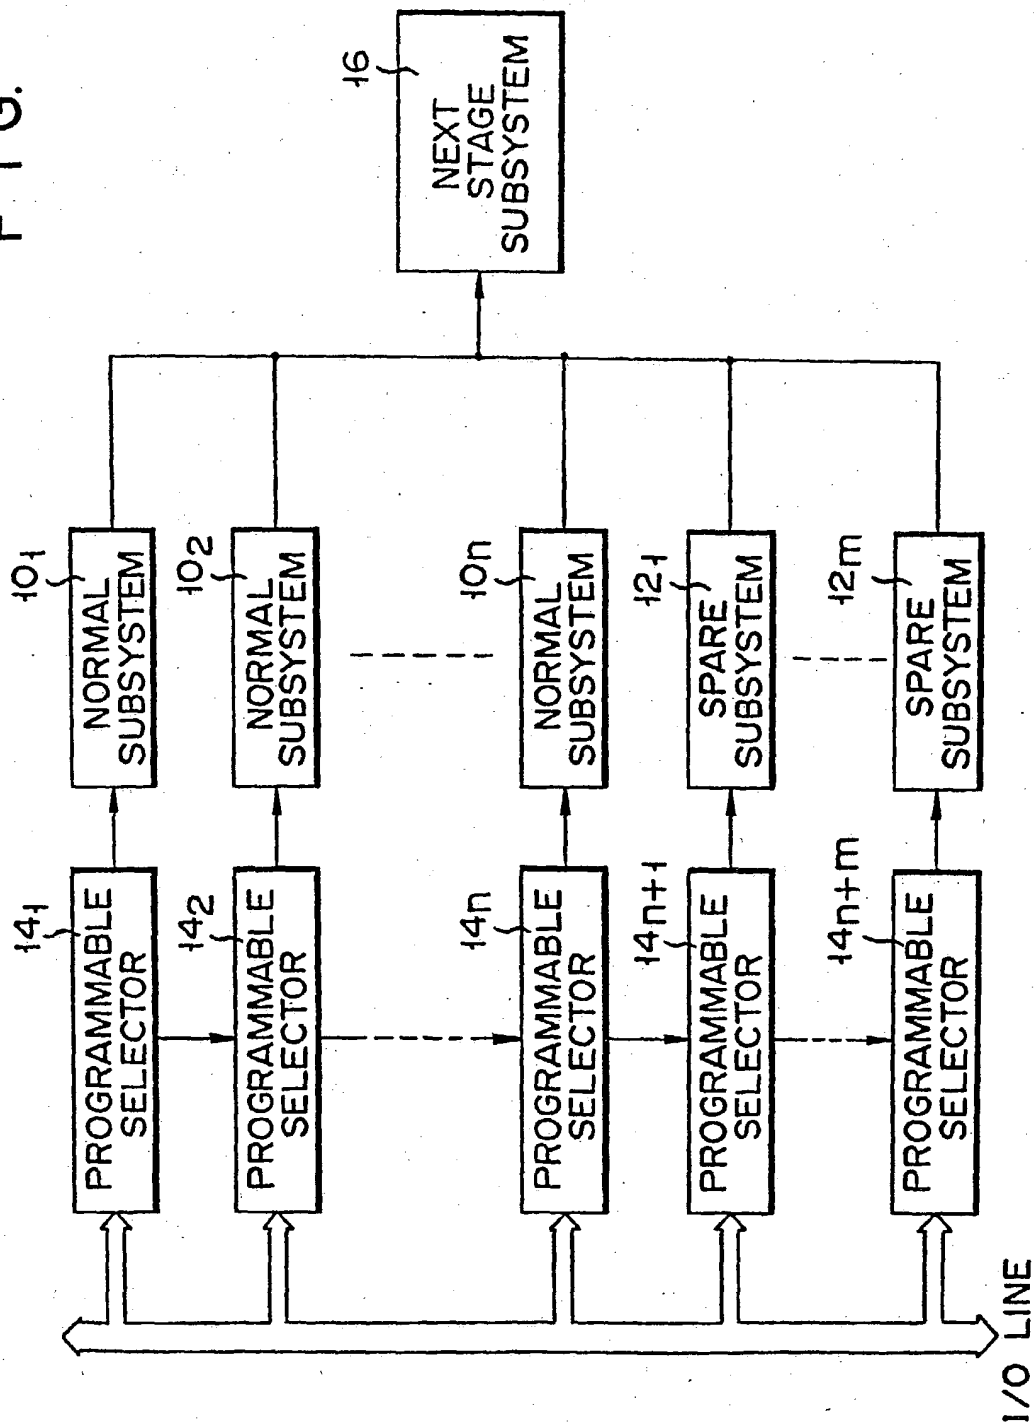 F I G.
16
NEXT
STAGE
SUBSYSTEM
10₁
NORMAL
SUBSYSTEM
10₂
NORMAL
SUBSYSTEM
10n
NORMAL
SUBSYSTEM
12₁
SPARE
SUBSYSTEM
12m
SPARE
SUBSYSTEM
14₁
PROGRAMMABLE
SELECTOR
14₂
PROGRAMMABLE
SELECTOR
14n
PROGRAMMABLE
SELECTOR
14n+1
PROGRAMMABLE
SELECTOR
14n+m
PROGRAMMABLE
SELECTOR
I/O LINE